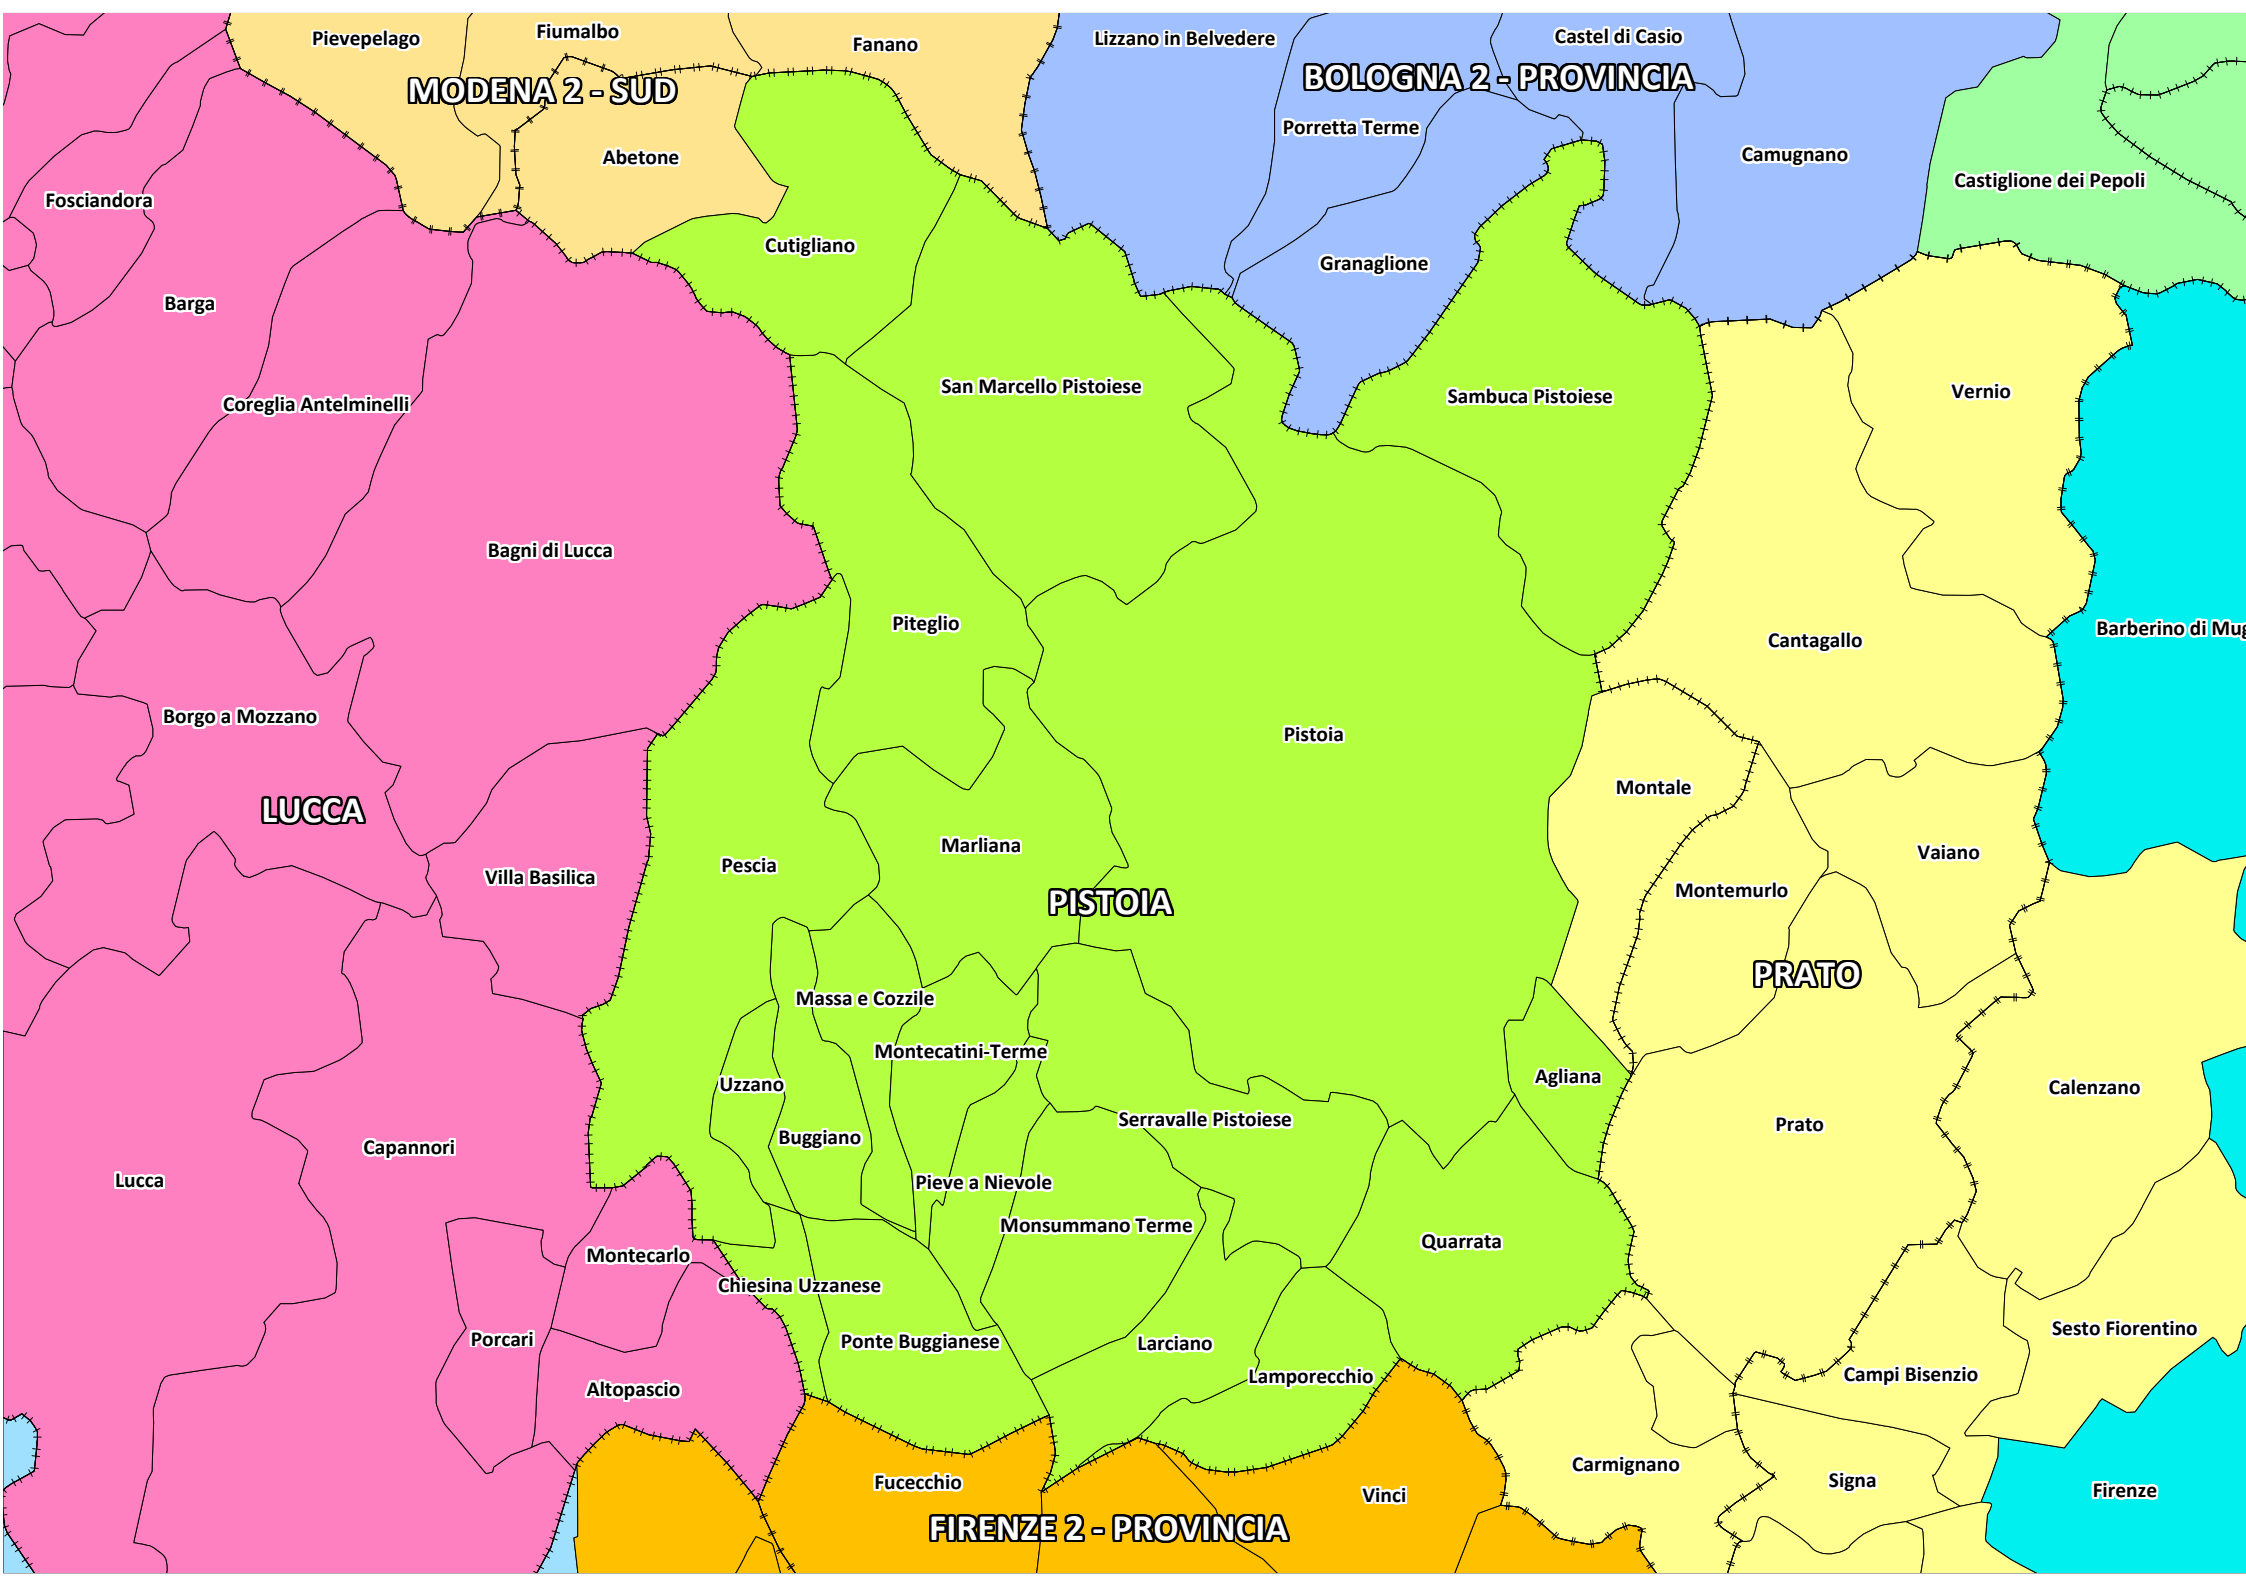 Pievepelago
Fiumalbo
Fanano
Lizzano in Belvedere
Castel di Casio
MODENA 2 - SUD
BOLOGNA 2 - PROVINCIA
Porretta Terme
Abetone
Camugnano
Castiglione dei Pepoli
Fosciandora
Cutigliano
Granaglione
Barga
San Marcello Pistoiese
Sambuca Pistoiese
Vernio
Coreglia Antelminelli
Bagni di Lucca
Piteglio
Barberino di Mug
Cantagallo
Borgo a Mozzano
Pistoia
Montale
LUCCA
Marliana
Vaiano
Pescia
Villa Basilica
Montemurlo
PISTOIA
PRATO
Massa e Cozzile
Montecatini-Terme
Uzzano
Agliana
Calenzano
Serravalle Pistoiese
Prato
Buggiano
Capannori
Lucca
Pieve a Nievole
Monsummano Terme
Quarrata
Montecarlo
Chiesina Uzzanese
Porcari
Ponte Buggianese
Larciano
Sesto Fiorentino
Altopascio
Lamporecchio
Campi Bisenzio
Carmignano
Fucecchio
Signa
Vinci
Firenze
FIRENZE 2 - PROVINCIA